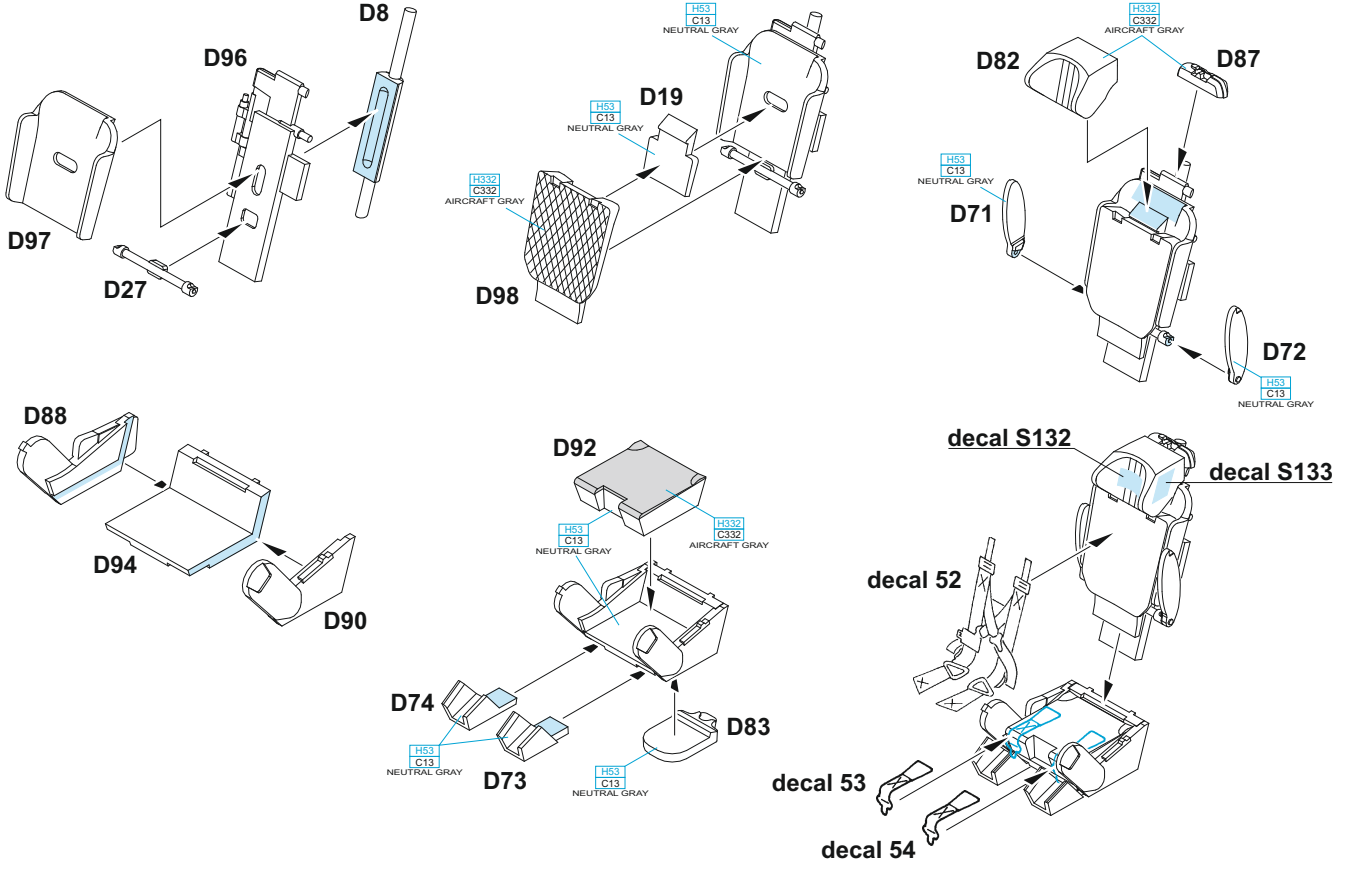 D8
D96
D97
D27
H53
C13
NEUTRAL GRAY
D19
H53
C13
NEUTRAL GRAY
H332
C332
AIRCRAFT GRAY
D98
H332
C332
AIRCRAFT GRAY
D82
D87
H53
C13
NEUTRAL GRAY
D71
D72
H53
C13
NEUTRAL GRAY
D88
D94
D90
D92
H53
C13
NEUTRAL GRAY
H332
C332
AIRCRAFT GRAY
D74
H53
C13
NEUTRAL GRAY
D73
D83
H53
C13
NEUTRAL GRAY
decal S132
decal S133
decal 52
decal 53
decal 54